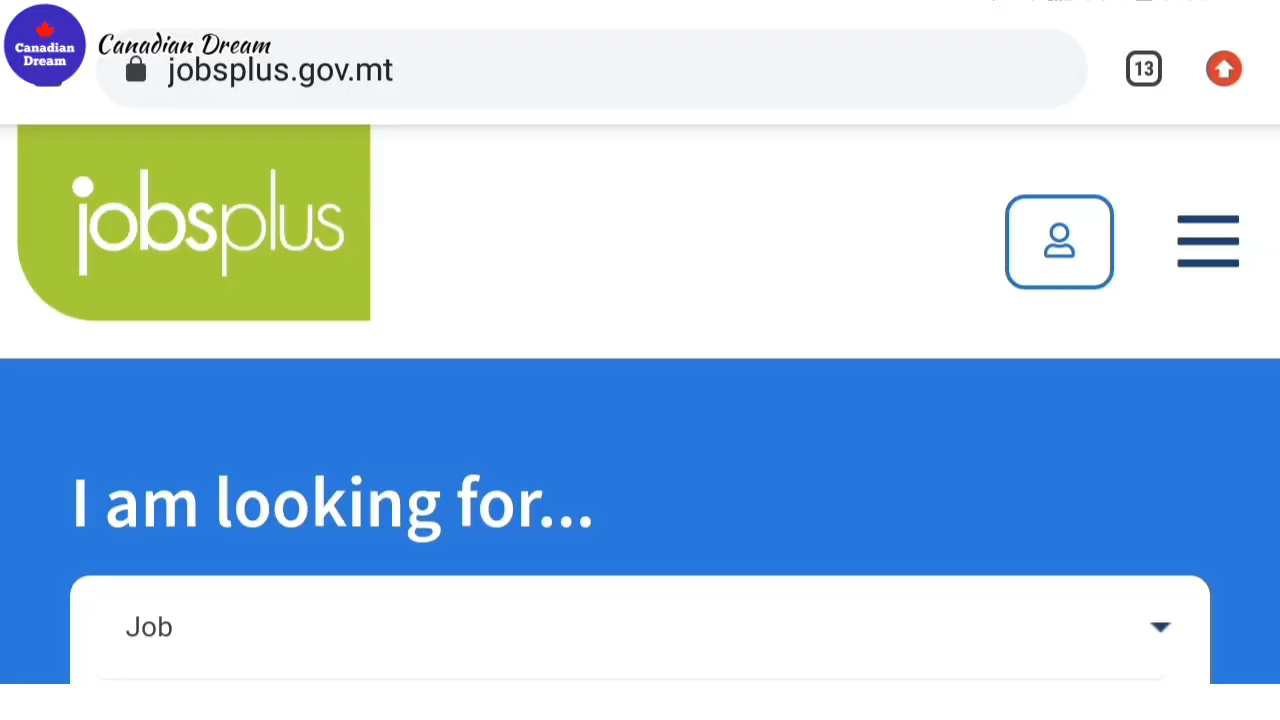 Canadian
Dream
Canadian Dream
jobsplus.gov.mt
13
jobsplus
I am looking for...
Job